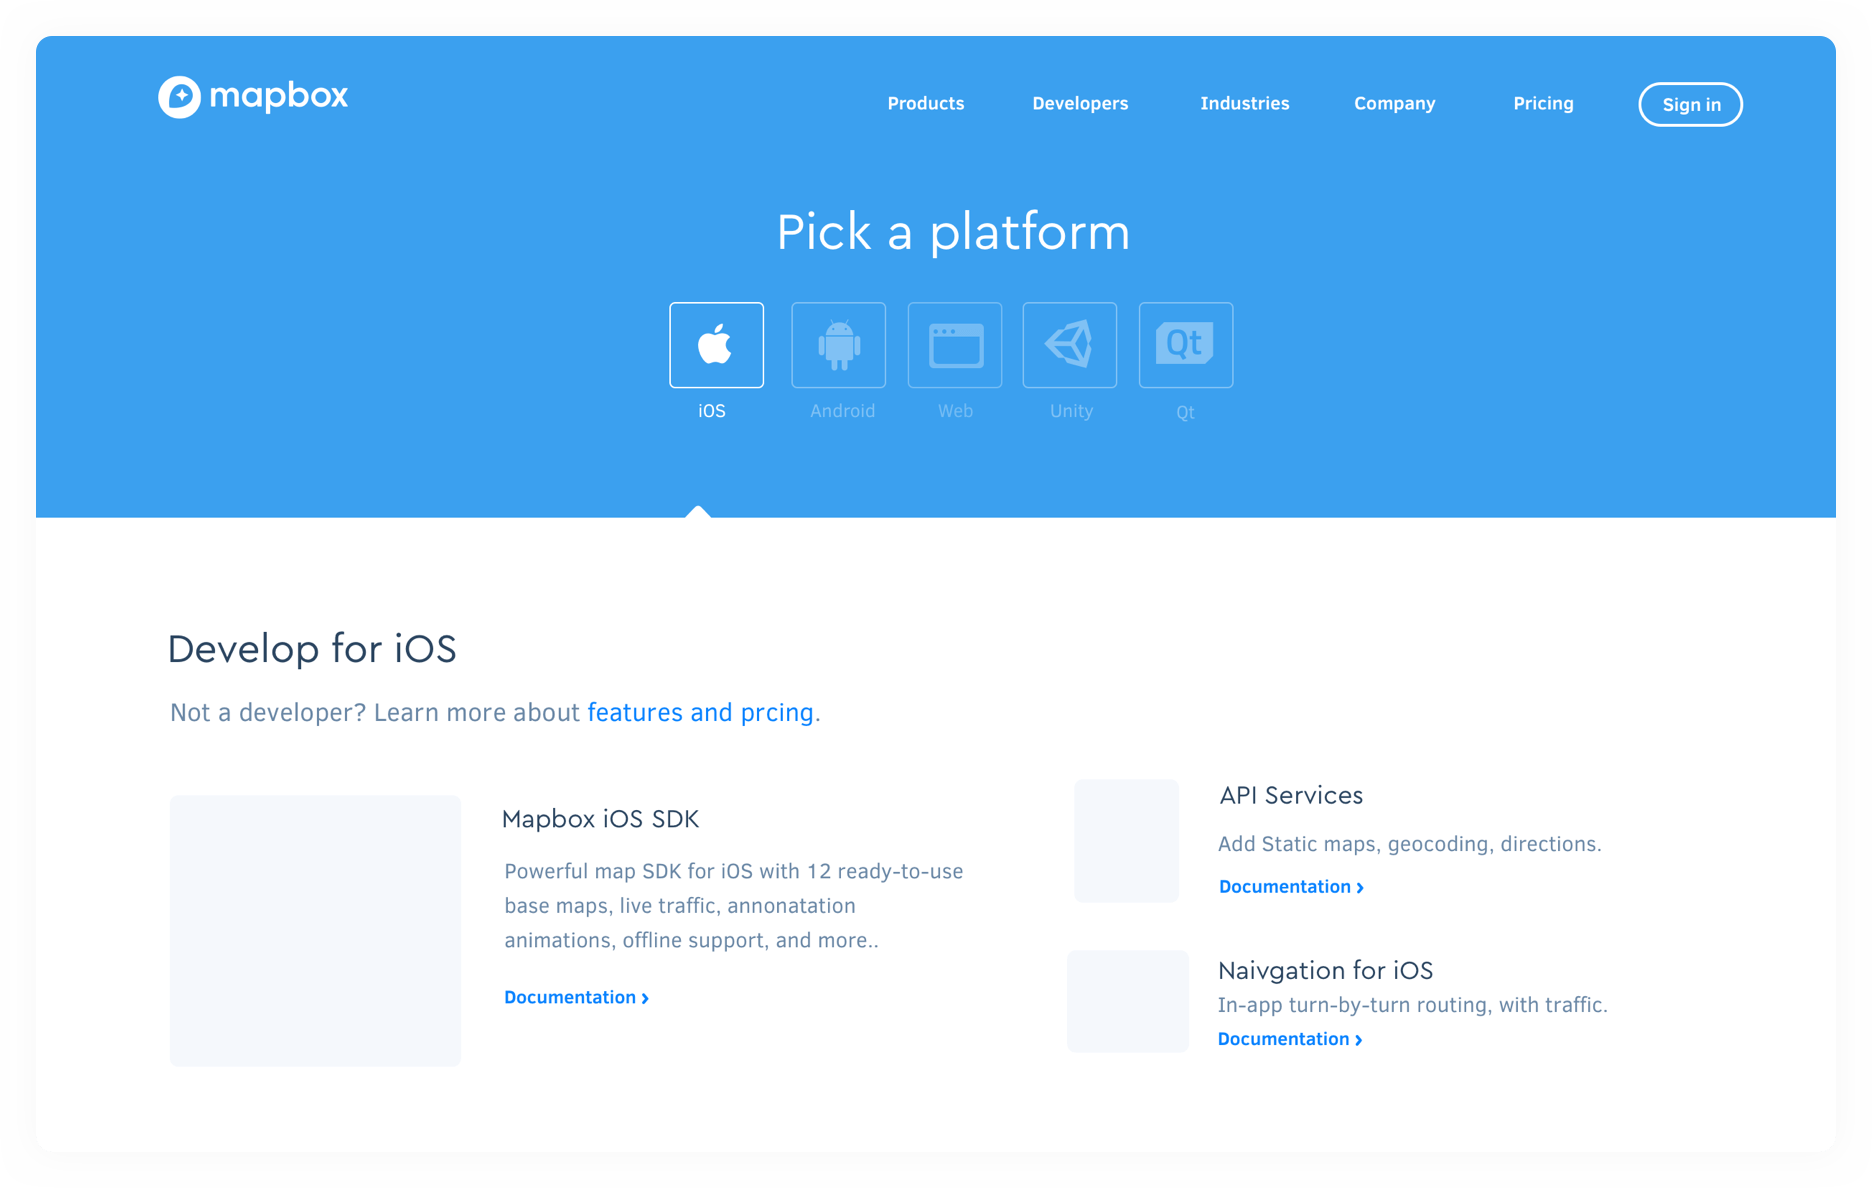 mapbox
Products Developers Industries Company Pricing Sign in
Pick a platform
Qt
iOS Android Web Unity Qt
Develop for iOS
Not a developer? Learn more about features and prcing.
Mapbox iOS SDK
Powerful map SDK for iOS with 12 ready-to-use
base maps, live traffic, annonatation
animations, offline support, and more..
Documentation ›
API Services
Add Static maps, geocoding, directions.
Documentation ›
Naivgation for iOS
In-app turn-by-turn routing, with traffic.
Documentation ›